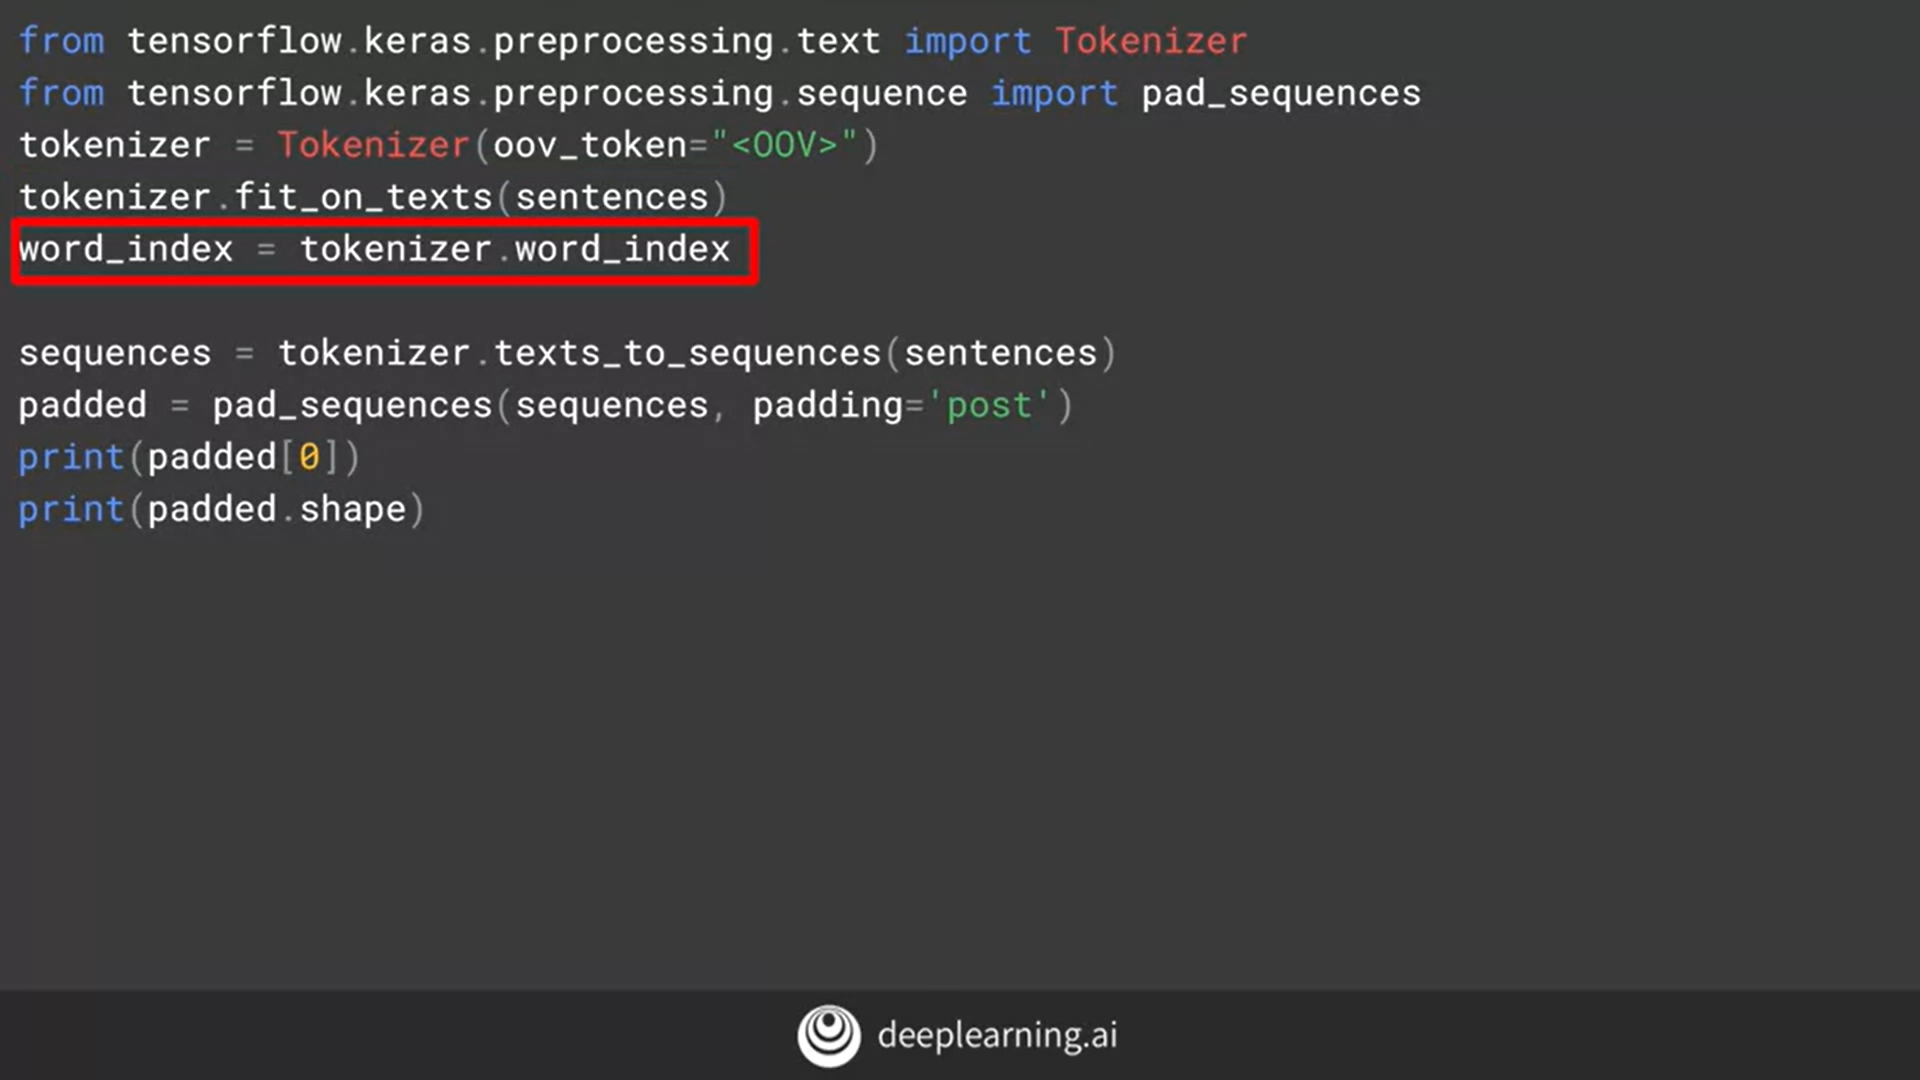 from tensorflow.keras.preprocessing.text import Tokenizer
from tensorflow.keras.preprocessing.sequence import pad_sequences
tokenizer = Tokenizer(oov_token="<OOV>")
tokenizer.fit_on_texts(sentences)
word_index = tokenizer.word_index
sequences = tokenizer.texts_to_sequences(sentences)
padded = pad_sequences(sequences, padding='post')
print(padded[0])
print(padded.shape)
deeplearning.ai